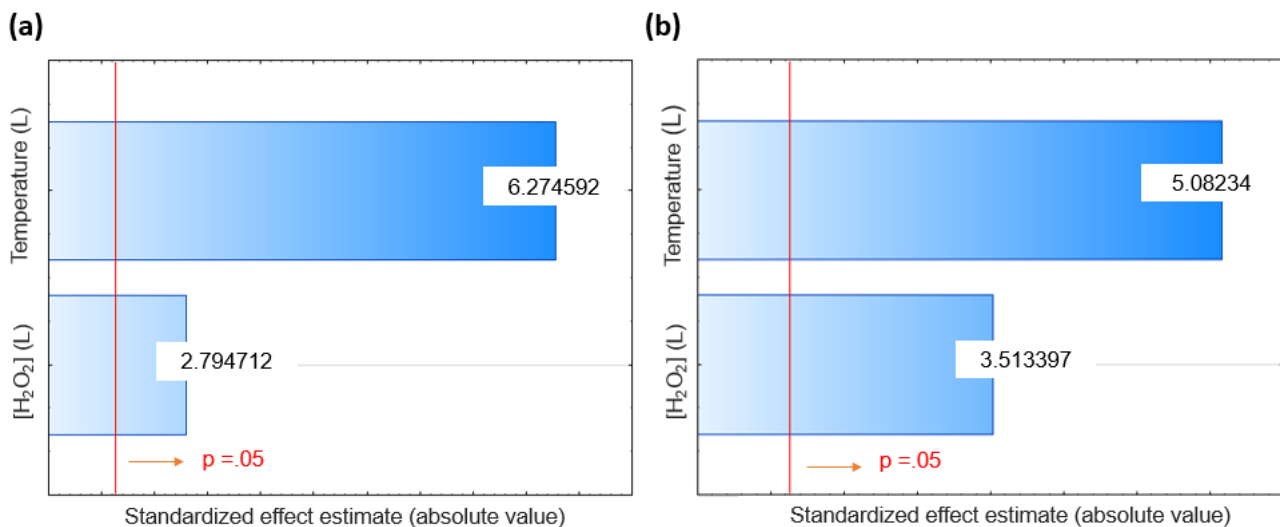 (a)
Temperature (L)
6.274592
[H₂O₂] (L)
2.794712
p =.05
Standardized effect estimate (absolute value)
(b)
Temperature (L)
5.08234
[H₂O₂] (L)
3.513397
p =.05
Standardized effect estimate (absolute value)